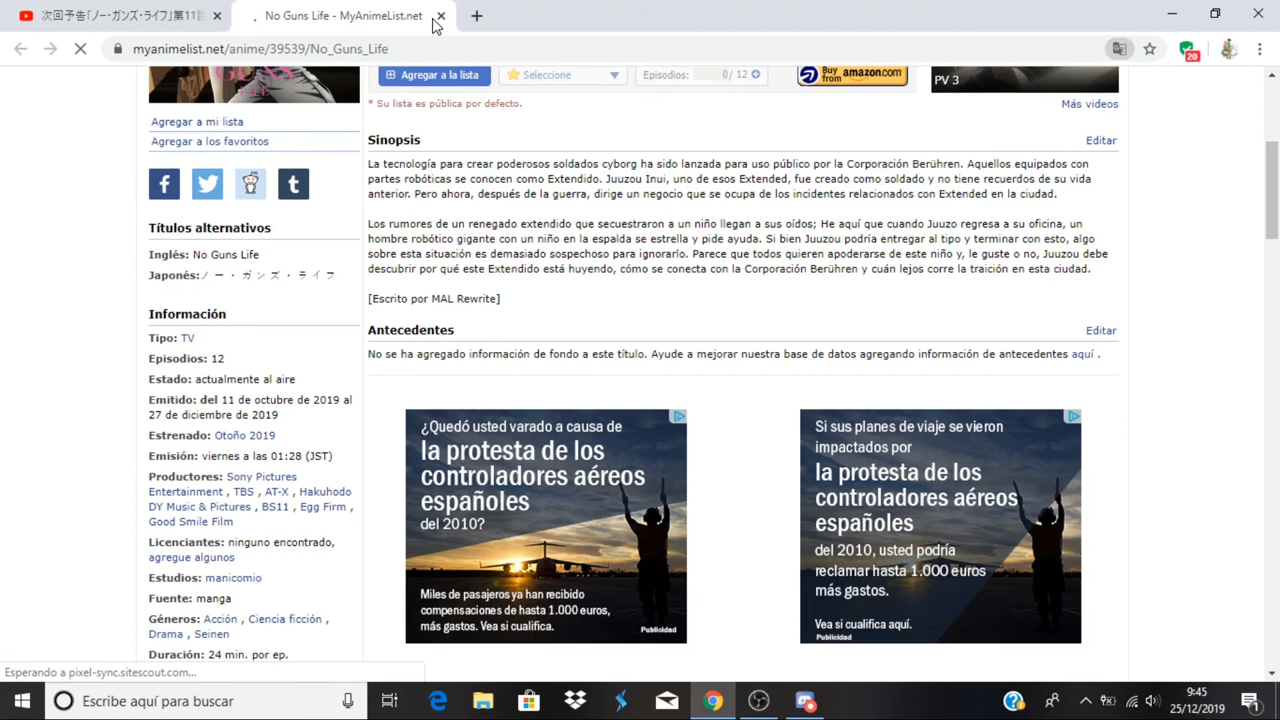 次回予告「ノー・ガンズ・ライフ」第11話
No Guns Life - MyAnimeList.net
myanimelist.net/anime/39539/No_Guns_Life
20
Agregar a la lista
Seleccione
Episodios: 0/ 12
Buy from amazon.com
PV 3
* Su lista es pública por defecto.
Más videos
Agregar a mi lista
Agregar a los favoritos
Títulos alternativos
Inglés: No Guns Life
Japonés: ノー・ガンズ・ライフ
Información
Tipo: TV
Episodios: 12
Estado: actualmente al aire
Emitido: del 11 de octubre de 2019 al
27 de diciembre de 2019
Estrenado: Otoño 2019
Emisión: viernes a las 01:28 (JST)
Productores: Sony Pictures
Entertainment , TBS , AT-X , Hakuhodo
DY Music & Pictures , BS11 , Egg Firm ,
Good Smile Film
Licenciantes: ninguno encontrado,
agregue algunos
Estudios: manicomio
Fuente: manga
Géneros: Acción , Ciencia ficción ,
Drama , Seinen
Duración: 24 min. por ep.
Sinopsis
Editar
La tecnología para crear poderosos soldados cyborg ha sido lanzada para uso público por la Corporación Berühren. Aquellos equipados con
partes robóticas se conocen como Extendido. Juuzou Inui, uno de esos Extended, fue creado como soldado y no tiene recuerdos de su vida
anterior. Pero ahora, después de la guerra, dirige un negocio que se ocupa de los incidentes relacionados con Extended en la ciudad.
Los rumores de un renegado extendido que secuestraron a un niño llegan a sus oídos; He aquí que cuando Juuzo regresa a su oficina, un
hombre robótico gigante con un niño en la espalda se estrella y pide ayuda. Si bien Juuzou podría entregar al tipo y terminar con esto, algo
sobre esta situación es demasiado sospechoso para ignorarlo. Parece que todos quieren apoderarse de este niño y, le guste o no, Juuzou debe
descubrir por qué este Extendido está huyendo, cómo se conecta con la Corporación Berühren y cuán lejos corre la traición en esta ciudad.
[Escrito por MAL Rewrite]
Antecedentes
Editar
No se ha agregado información de fondo a este título. Ayude a mejorar nuestra base de datos agregando información de antecedentes aquí .
¿Quedó usted varado a causa de
la protesta de los
controladores aéreos
españoles
del 2010?
Miles de pasajeros ya han recibido
compensaciones de hasta 1.000 euros,
y más gastos. Vea si cualifica.
Publicidad
Si sus planes de viaje se vieron
impactados por
la protesta de los
controladores aéreos
españoles
del 2010, usted podría
reclamar hasta 1.000 euros
más gastos.
Vea si cualifica aquí.
Publicidad
Esperando a pixel-sync.sitescout.com...
Escribe aquí para buscar
9:45
25/12/2019